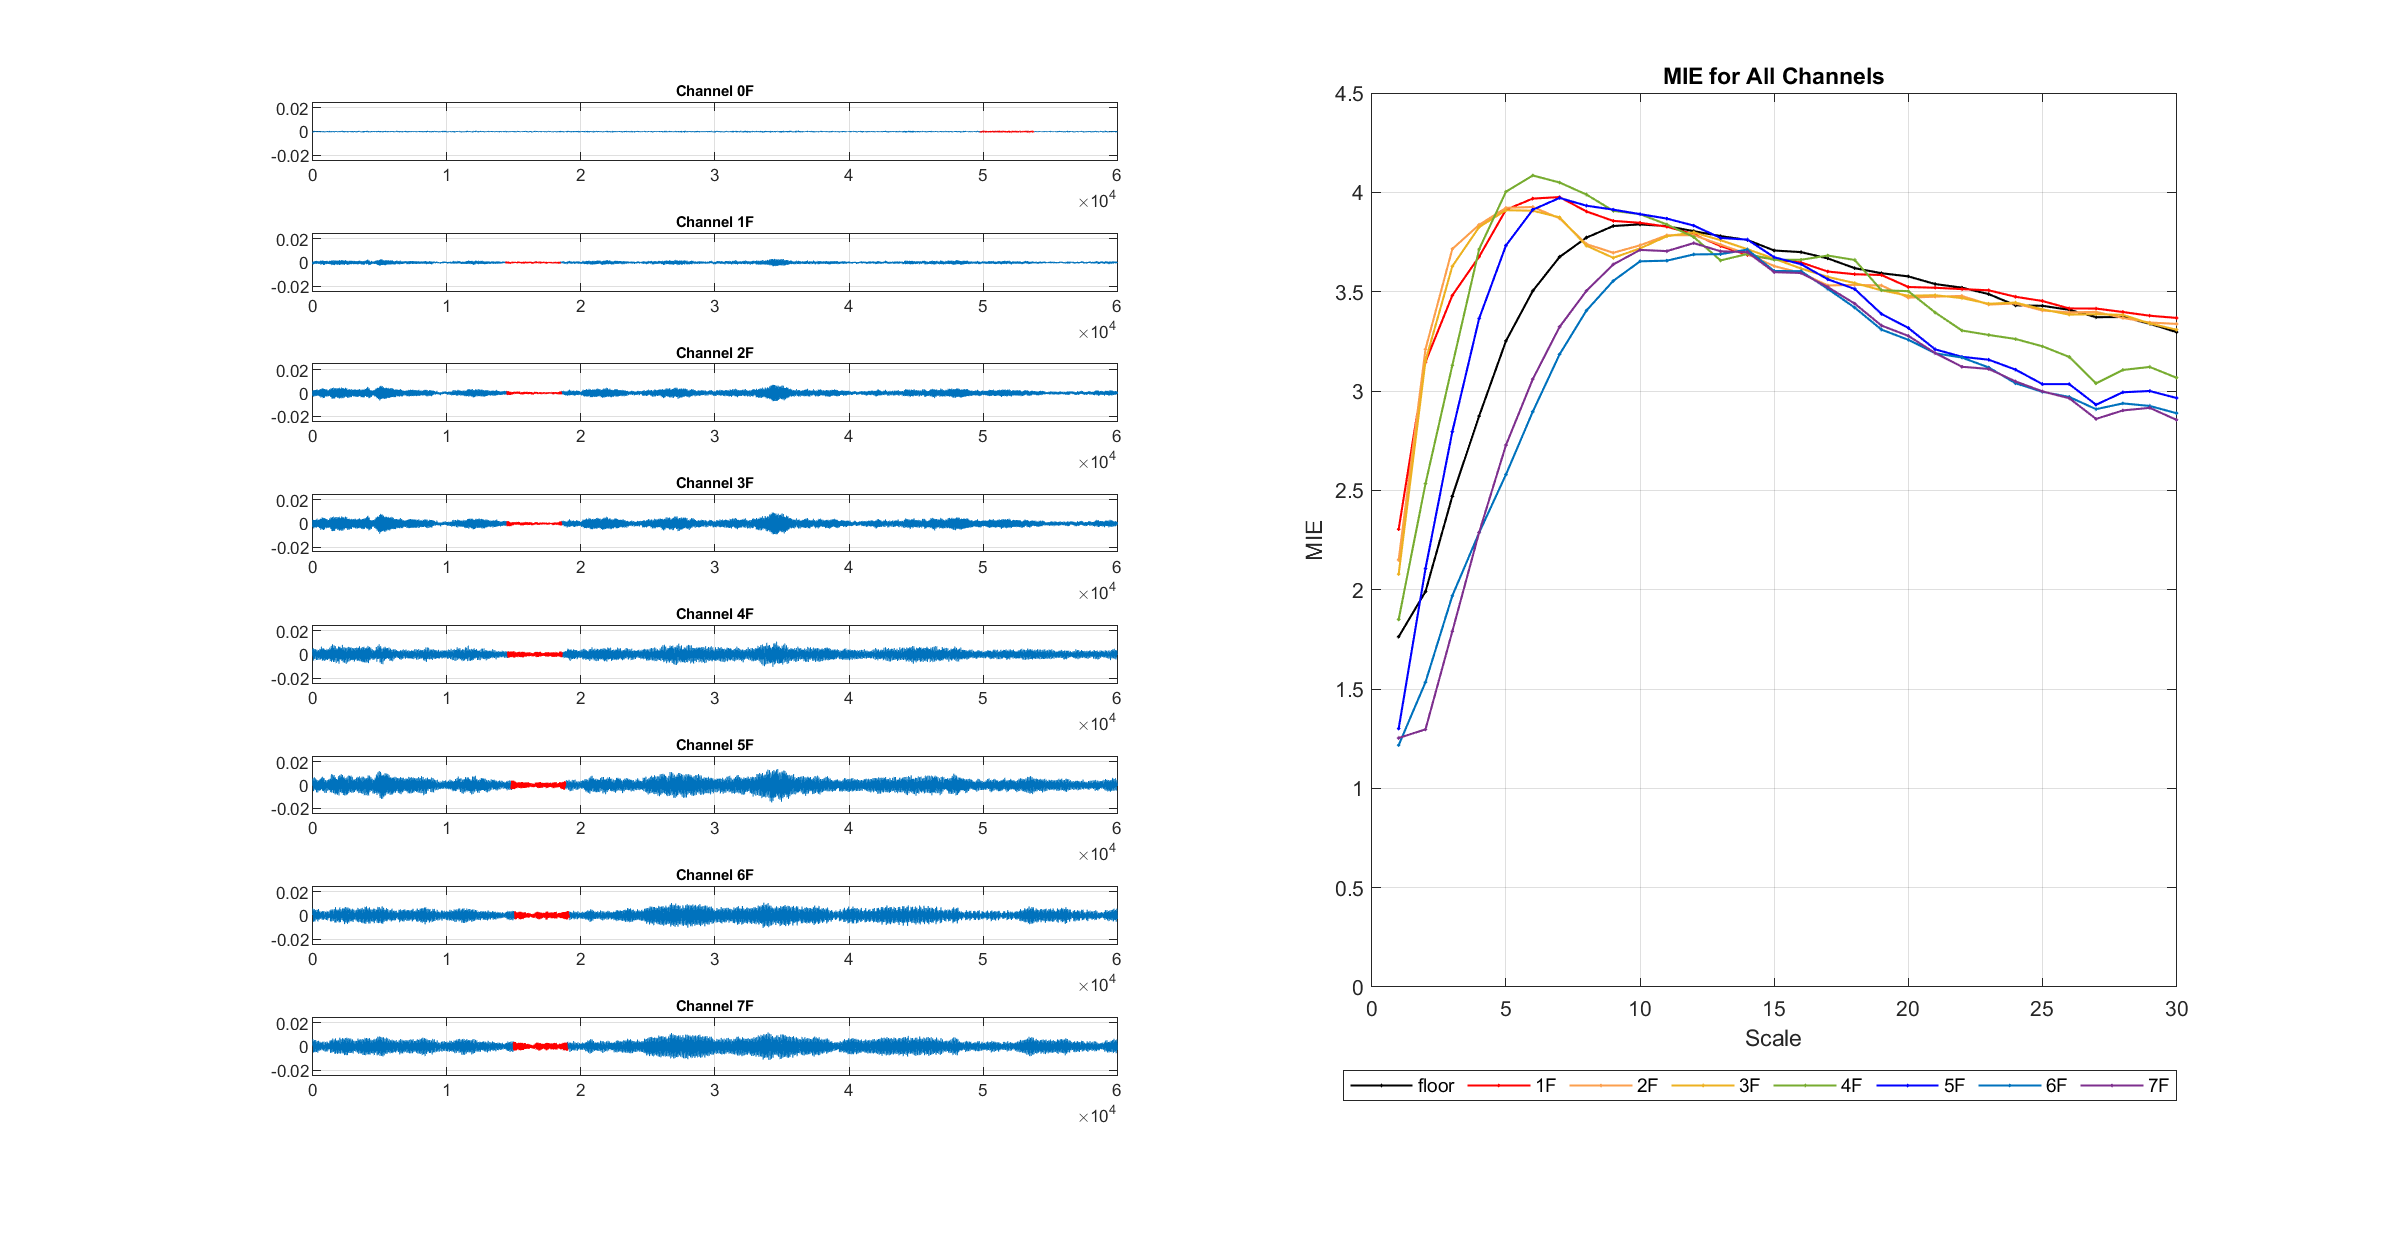 Channel 0F
0.02
0
-0.02
0 1 2 3 4 5 6
×10^4
Channel 1F
0.02
0
-0.02
0 1 2 3 4 5 6
×10^4
Channel 2F
0.02
0
-0.02
0 1 2 3 4 5 6
×10^4
Channel 3F
0.02
0
-0.02
0 1 2 3 4 5 6
×10^4
Channel 4F
0.02
0
-0.02
0 1 2 3 4 5 6
×10^4
Channel 5F
0.02
0
-0.02
0 1 2 3 4 5 6
×10^4
Channel 6F
0.02
0
-0.02
0 1 2 3 4 5 6
×10^4
Channel 7F
0.02
0
-0.02
0 1 2 3 4 5 6
×10^4
MIE for All Channels
4.5
4
3.5
3
2.5
2
1.5
1
0.5
0
MIE
0 5 10 15 20 25 30
Scale
floor 1F 2F 3F 4F 5F 6F 7F